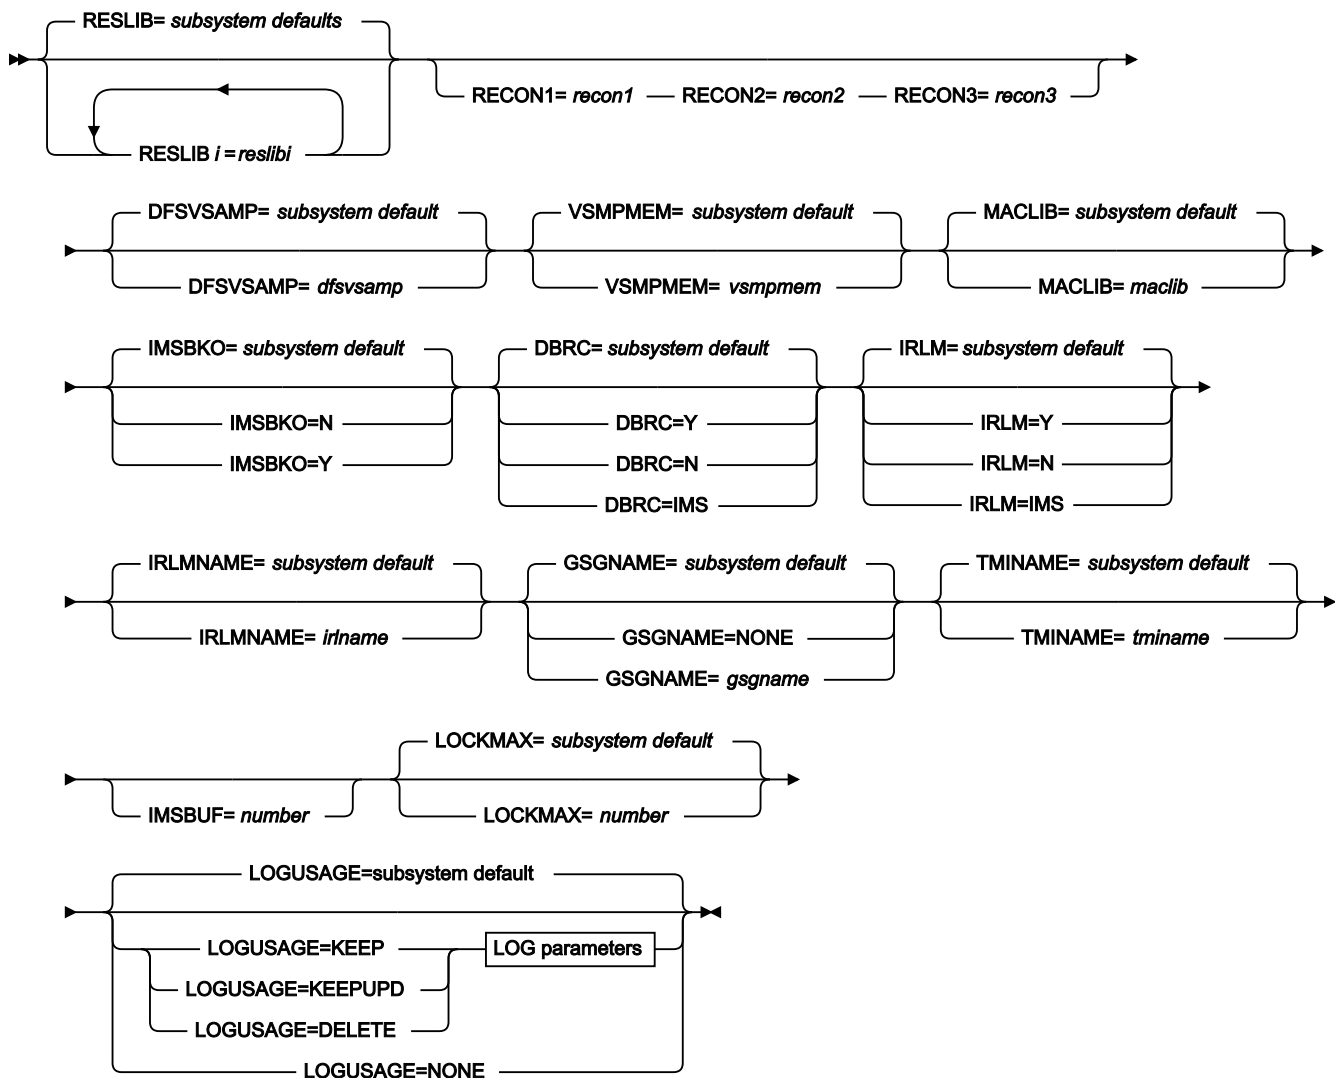 RESLIB= subsystem defaults
RECON1= recon1 RECON2= recon2 RECON3= recon3
RESLIB i =reslibi
DFSVSAMP= subsystem default VSMPMEM= subsystem default MACLIB= subsystem default
DFSVSAMP= dfsvsamp VSMPMEM= vsmpmem MACLIB= maclib
IMSBKO= subsystem default DBRC= subsystem default IRLM= subsystem default
IMSBKO=N DBRC=Y IRLM=Y
IMSBKO=Y DBRC=N IRLM=N
DBRC=IMS IRLM=IMS
IRLMNAME= subsystem default GSGNAME= subsystem default TMINAME= subsystem default
IRLMNAME= irlname GSGNAME=NONE TMINAME= tminame
GSGNAME= gsgname
LOCKMAX= subsystem default
IMSBUF= number LOCKMAX= number
LOGUSAGE=subsystem default
LOGUSAGE=KEEP LOG parameters
LOGUSAGE=KEEPUPD
LOGUSAGE=DELETE
LOGUSAGE=NONE